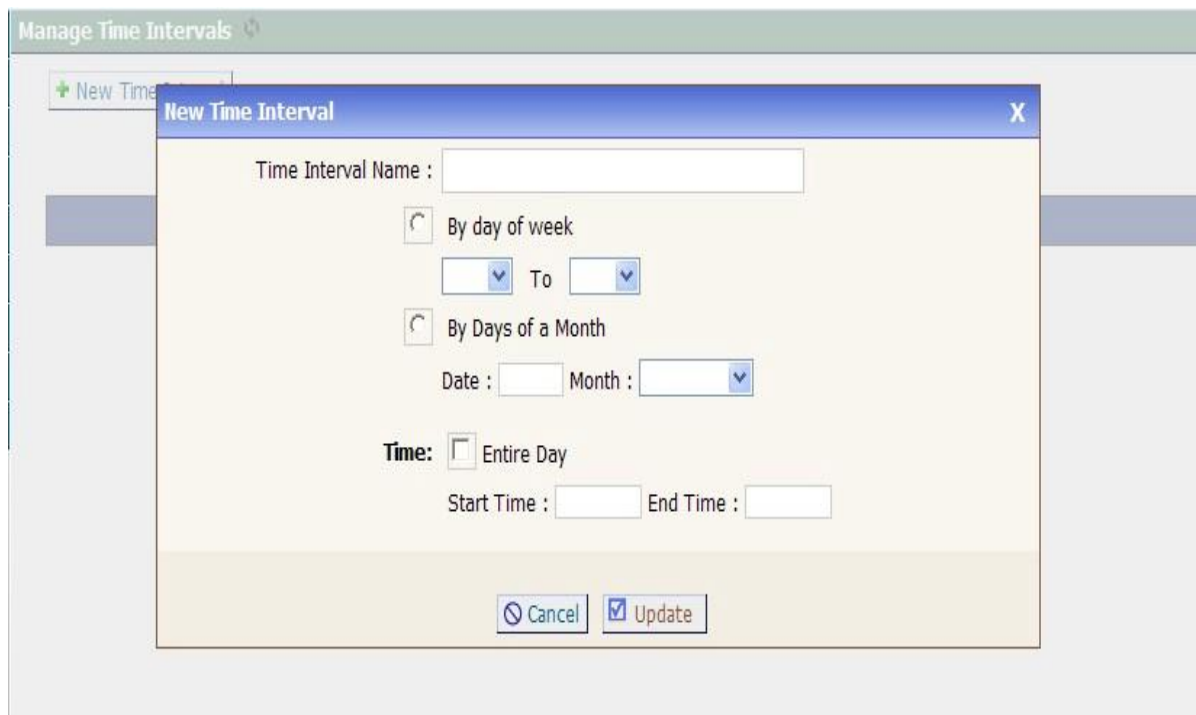 Manage Time Intervals
New Time
New Time Interval X
Time Interval Name :
By day of week
To
By Days of a Month
Date : Month :
Time: Entire Day
Start Time : End Time :
Cancel Update